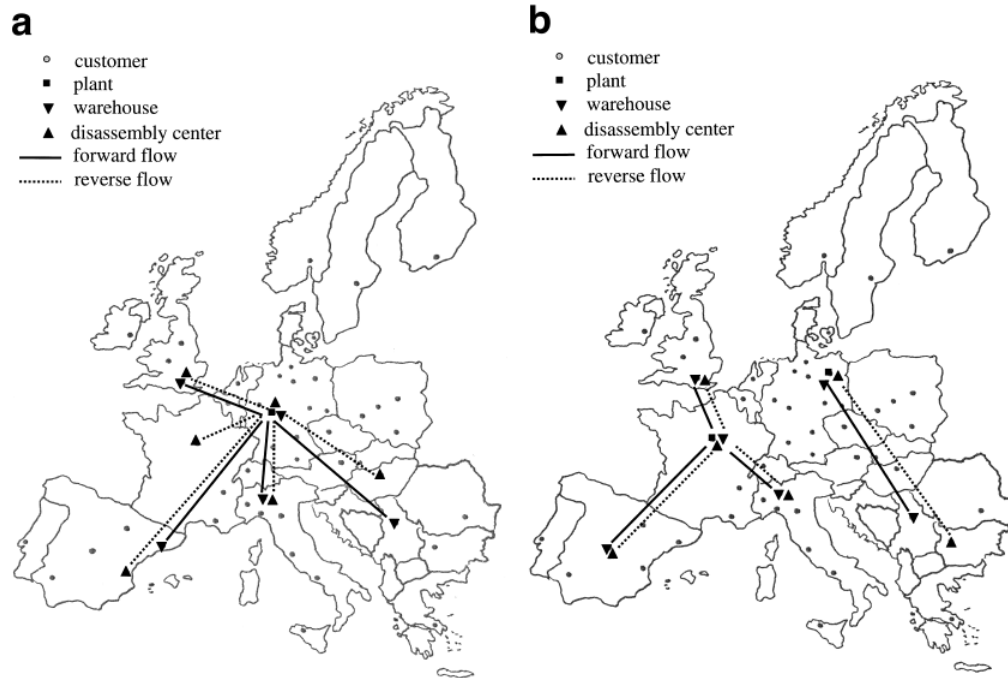 a
customer
plant
warehouse
disassembly center
forward flow
reverse flow
b
customer
plant
warehouse
disassembly center
forward flow
reverse flow